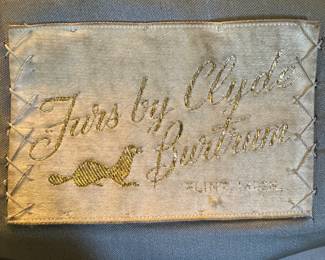 Furs by Clyde
Burtrum
FLINT, MICH.